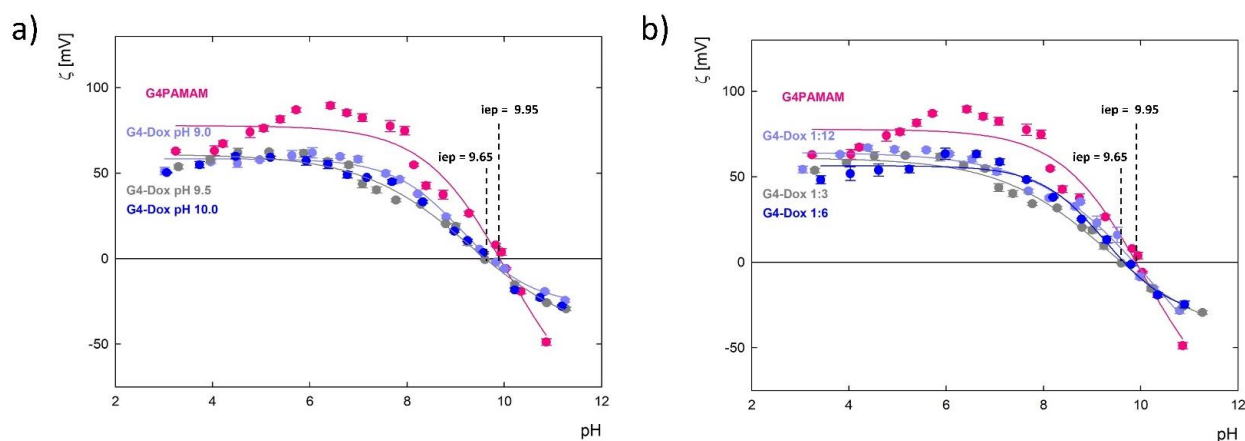 a)
ζ [mV]
100
50
0
-50
G4PAMAM
G4-Dox pH 9.0
G4-Dox pH 9.5
G4-Dox pH 10.0
iep = 9.95
iep = 9.65
2 4 6 8 10 12
pH
b)
ζ [mV]
100
50
0
-50
G4PAMAM
G4-Dox 1:12
G4-Dox 1:3
G4-Dox 1:6
iep = 9.95
iep = 9.65
2 4 6 8 10 12
pH